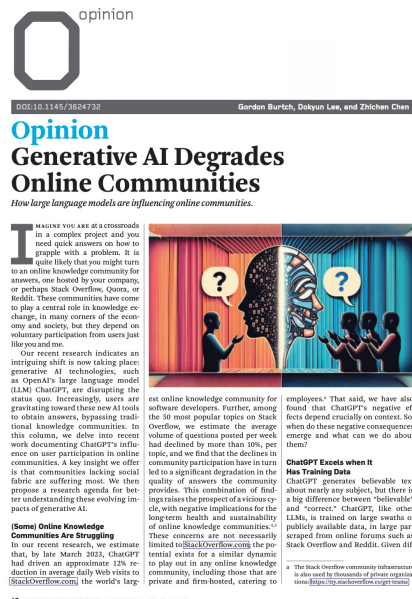 opinion
DOI:10.1145/3624732
Gordon Burtch, Dokyun Lee, and Zhichen Chen
Opinion
Generative AI Degrades
Online Communities
How large language models are influencing online communities.
IMAGINE YOU ARE at a crossroads
in a complex project and you
need quick answers on how to
grapple with a problem. It is
quite likely that you might turn
to an online knowledge community for
answers, one hosted by your company,
or perhaps Stack Overflow, Quora, or
Reddit. These communities have come
to play a central role in knowledge ex-
change, in many corners of the econ-
omy and society, but they depend on
voluntary participation from users just
like you and me.
Our recent research indicates an
intriguing shift is now taking place:
generative AI technologies, such
as OpenAI's large language model
(LLM) ChatGPT, are disrupting the
status quo. Increasingly, users are
gravitating toward these new AI tools
to obtain answers, bypassing tradi-
tional knowledge communities. In
this column, we delve into recent
work documenting ChatGPT's influ-
ence on user participation in online
communities. A key insight we offer
is that communities lacking social
fabric are suffering most. We then
propose a research agenda for bet-
ter understanding these evolving im-
pacts of generative AI.
(Some) Online Knowledge
Communities Are Struggling
In our recent research, we estimate
that, by late March 2023, ChatGPT
had driven an approximate 12% re-
duction in average daily Web visits to
StackOverflow.com, the world's larg-
?
?
est online knowledge community for
software developers. Further, among
the 50 most popular topics on Stack
Overflow, we estimate the average
volume of questions posted per week
had declined by more than 10%, per
topic, and we find that the declines in
community participation have in turn
led to a significant degradation in the
quality of answers the community
provides. This combination of find-
ings raises the prospect of a vicious cy-
cle, with negative implications for the
long-term health and sustainability
of online knowledge communities.
These concerns are not necessarily
limited to StackOverflow.com; the po-
tential exists for a similar dynamic
to play out in any online knowledge
community, including those that are
private and firm-hosted, catering to
employees.a That said, we have also
found that ChatGPT's negative ef
fects depend crucially on context. So
when do these negative consequences
emerge and what can we do about
them?
ChatGPT Excels when It
Has Training Data
ChatGPT generates believable tex
about nearly any subject, but there is
a big difference between "believable"
and "correct." ChatGPT, like other
LLMs, is trained on large swaths o
publicly available data, in large par
scraped from online forums such as
Stack Overflow and Reddit. Given dif
a The Stack Overflow community infrastructur
is also used by thousands of private organiza
tions: https://try.stackoverflow.co/get-teams